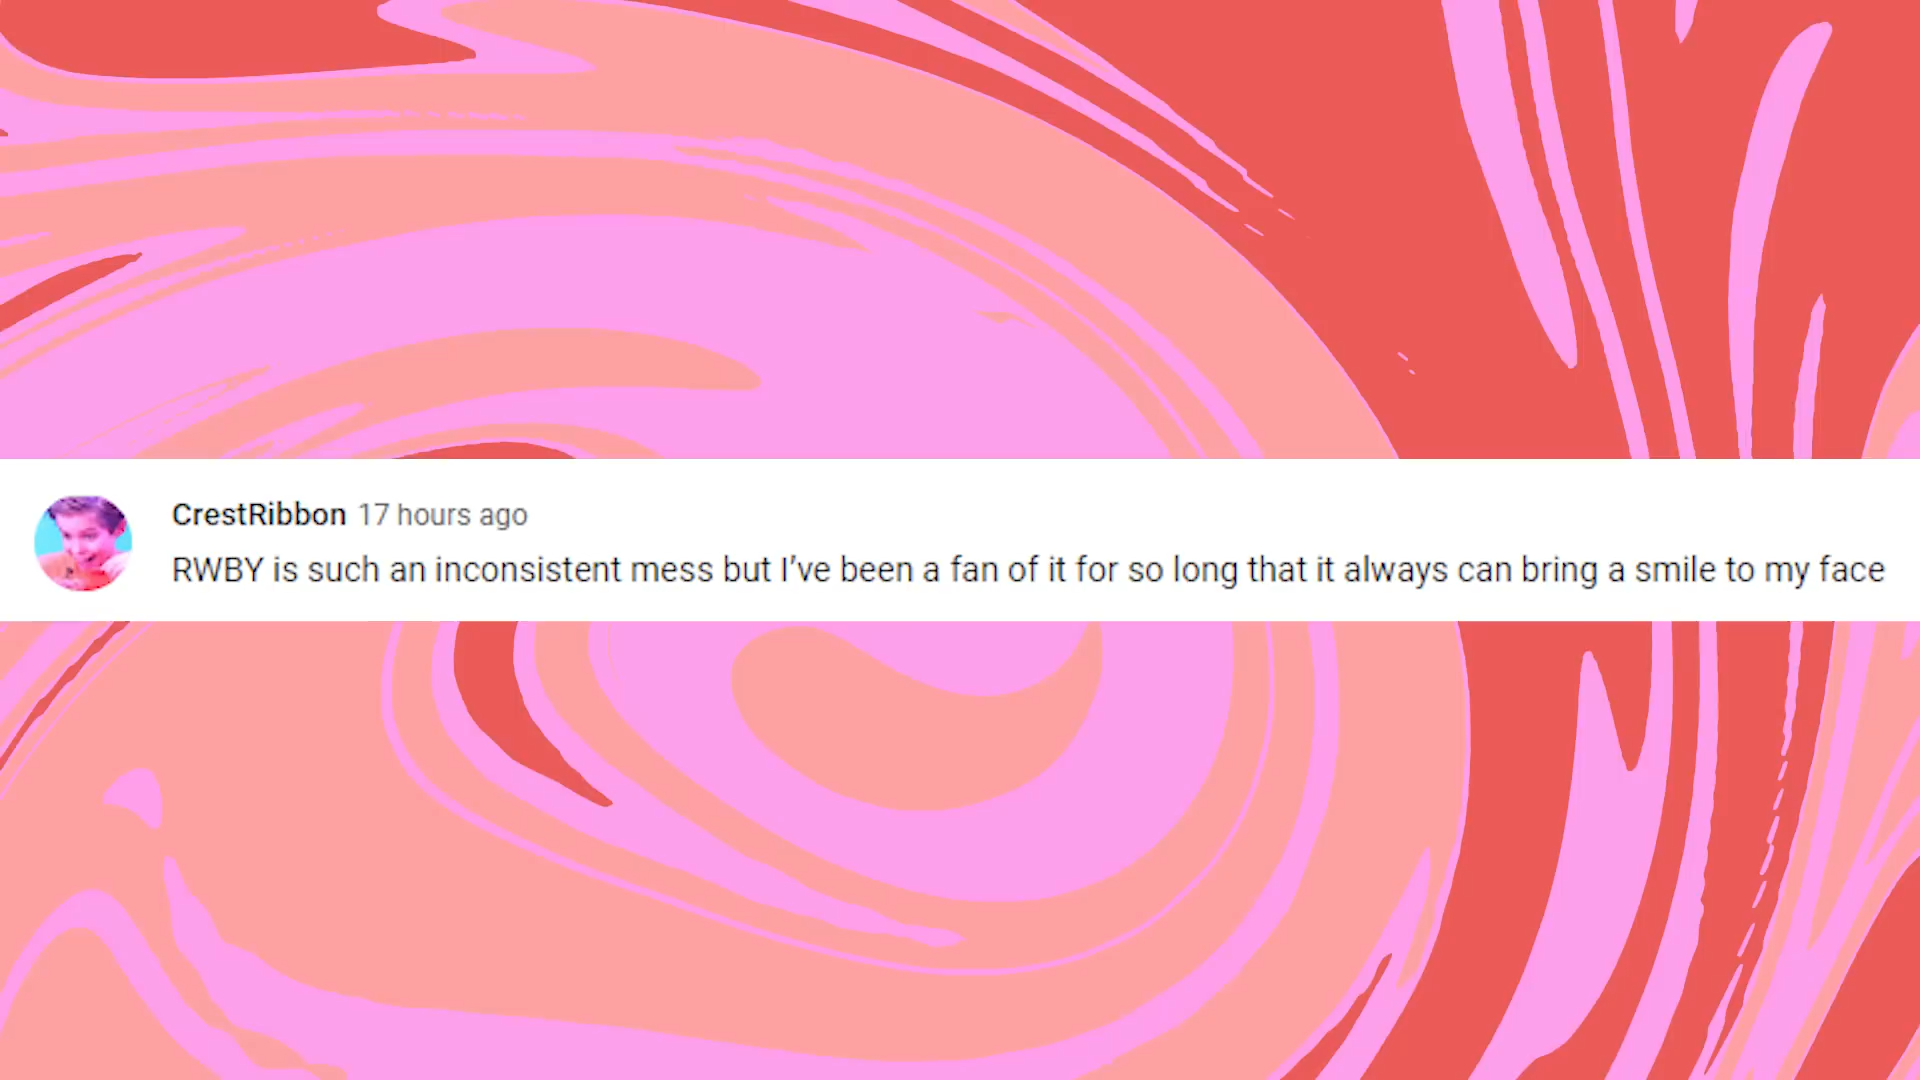 CrestRibbon 17 hours ago
RWBY is such an inconsistent mess but I’ve been a fan of it for so long that it always can bring a smile to my face